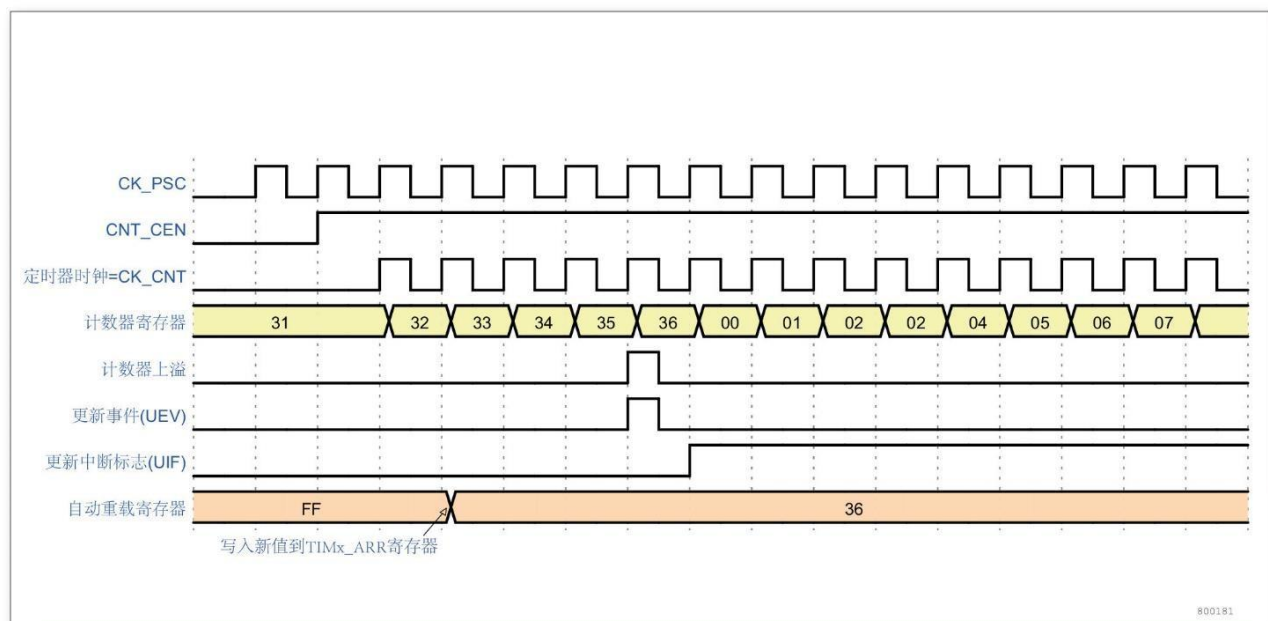 CK_PSC
CNT_CEN
定时器时钟=CK_CNT
计数器寄存器 31 32 33 34 35 36 00 01 02 02 04 05 06 07
计数器上溢
更新事件(UEV)
更新中断标志(UIF)
自动重载寄存器 FF 36
写入新值到TIMx_ARR寄存器
800181